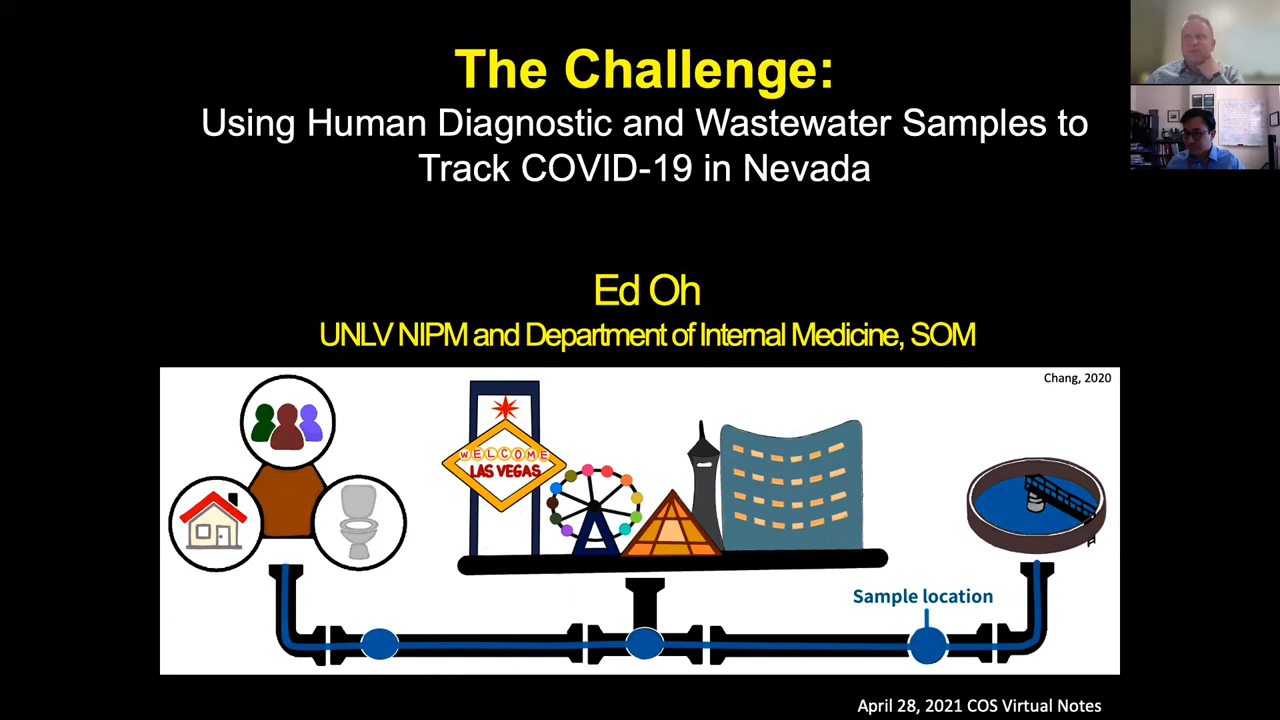 The Challenge:
Using Human Diagnostic and Wastewater Samples to
Track COVID-19 in Nevada
Ed Oh
UNLV NIPM and Department of Internal Medicine, SOM
Chang, 2020
WELCOME
LAS VEGAS
Sample location
April 28, 2021 COS Virtual Notes